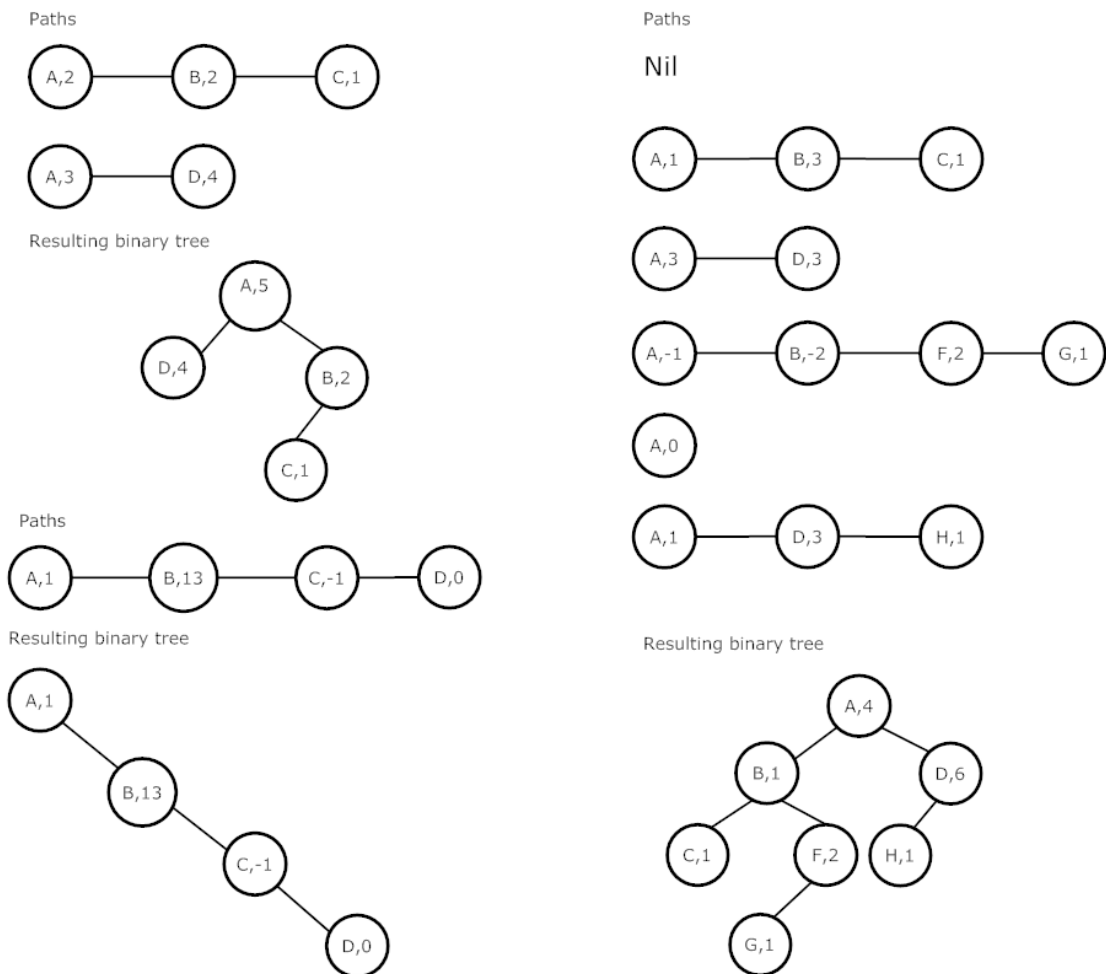 Paths
A,2 B,2 C,1
A,3 D,4
Resulting binary tree
A,5
D,4 B,2
C,1
Paths
A,1 B,13 C,-1 D,0
Resulting binary tree
A,1
B,13
C,-1
D,0
Paths
Nil
A,1 B,3 C,1
A,3 D,3
A,-1 B,-2 F,2 G,1
A,0
A,1 D,3 H,1
Resulting binary tree
A,4
B,1 D,6
C,1 F,2 H,1
G,1